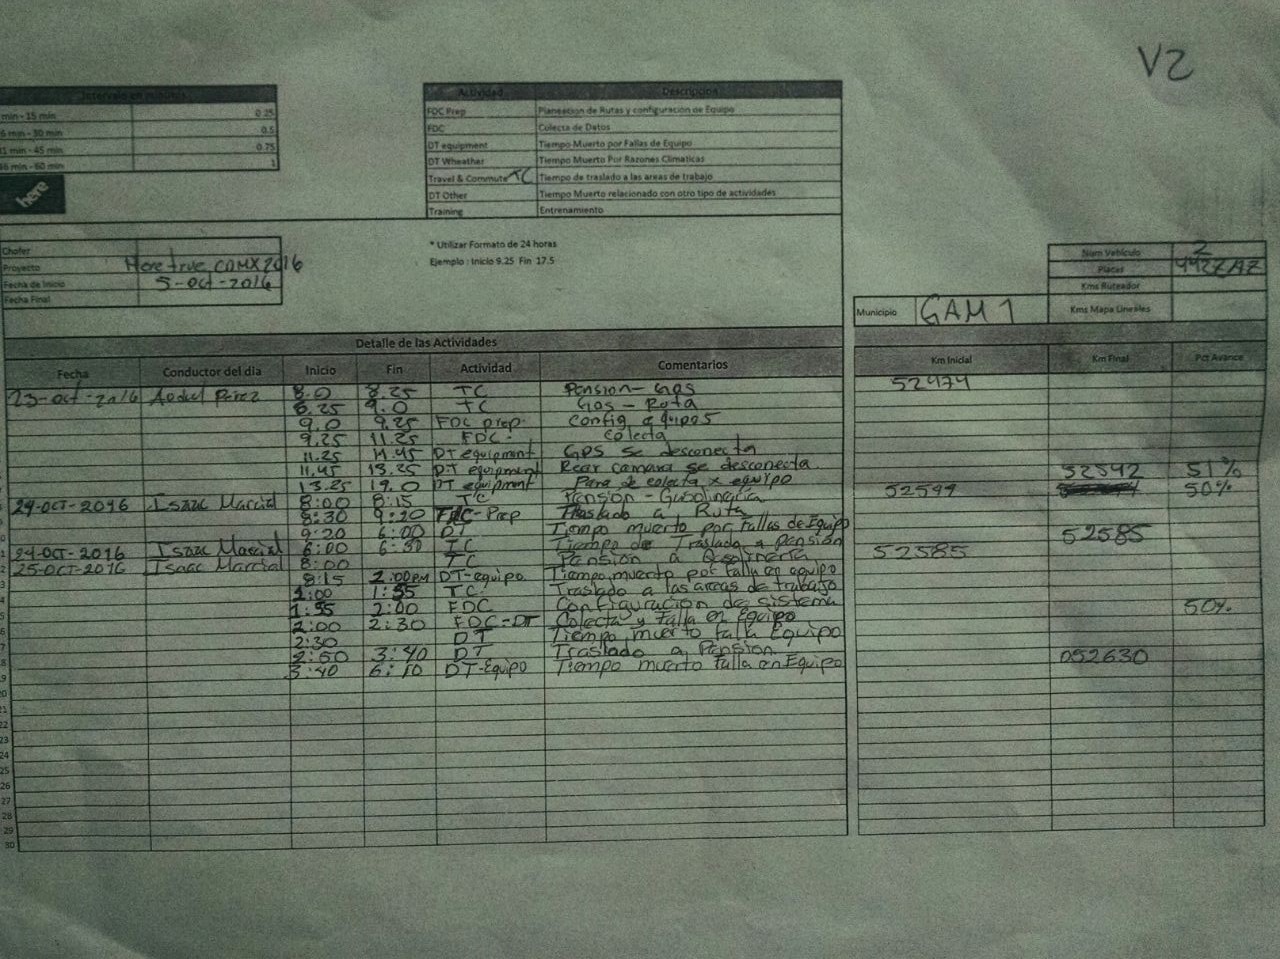 V2
Intervalo en minutos
min - 15 min 0.25
6 min - 30 min 0.5
31 min - 45 min 0.75
46 min - 60 min 1
here
Actividad Descripcion
FDC Prep Planeacion de Rutas y configuracion de Equipo
FDC Colecta de Datos
DT equipment Tiempo Muerto por Fallas de Equipo
DT Wheather Tiempo Muerto Por Razones Climaticas
Travel & Commute TC Tiempo de traslado a las areas de trabajo
DT Other Tiempo Muerto relacionado con otro tipo de actividades
Training Entrenamiento
* Utilizar Formato de 24 horas
Ejemplo : Inicio 9.25 Fin 17.5
Chofer
Proyecto Here true CDMX 2016
Fecha de Inicio 5-Oct-2016
Fecha Final
Num Vehiculo 2
Placas 442ZAZ
Kms Ruteador
Kms Mapa Lineales
Municipio GAM 1
Detalle de las Actividades
Fecha Conductor del dia Inicio Fin Actividad Comentarios Km Inicial Km Final Pct Avance
23-oct-2016 Perez 8.0 8.25 TC Pension - Gas 52474
8.25 9.0 TC Gas - Ruta
9.0 9.25 FDC prep. Config equipos
9.25 11.25 FDC. Colecta
11.25 11.45 DT equipment GPS se desconecta
11.45 13.25 DT equipment Rear camara se desconecta 52542 51%
13.25 19.0 DT equipment Para de colecta x equipo 50%
24-OCT-2016 Isaac Marcial 8:00 8:15 TC Pensión - Gasolinería 52544
8:30 9:20 FDC-Prep Traslado a Ruta
9:20 6:00 DT Tiempo muerto por Fallas de Equipo 52585
24-OCT-2016 Isaac Marcial 6:00 6:30 TC Tiempo de Traslado a pensión
25-OCT-2016 Isaac Marcial 8:00 TC Pensión a Gasolinería 52585
8:15 2:00PM DT-equipo Tiempo muerto por falla en equipo
1:00 1:55 TC Traslado a las areas de trabajo
1:55 2:00 FDC Configuración de sistema 50%
2:00 2:30 FDC-DT Colecta y Falla en Equipo
2:30 DT Tiempo muerto falla Equipo
2:50 3:40 DT Traslado a Pensión
3:40 6:10 DT-Equipo Tiempo muerto Falla en Equipo 052630
20
21
22
23
24
25
26
27
28
29
30